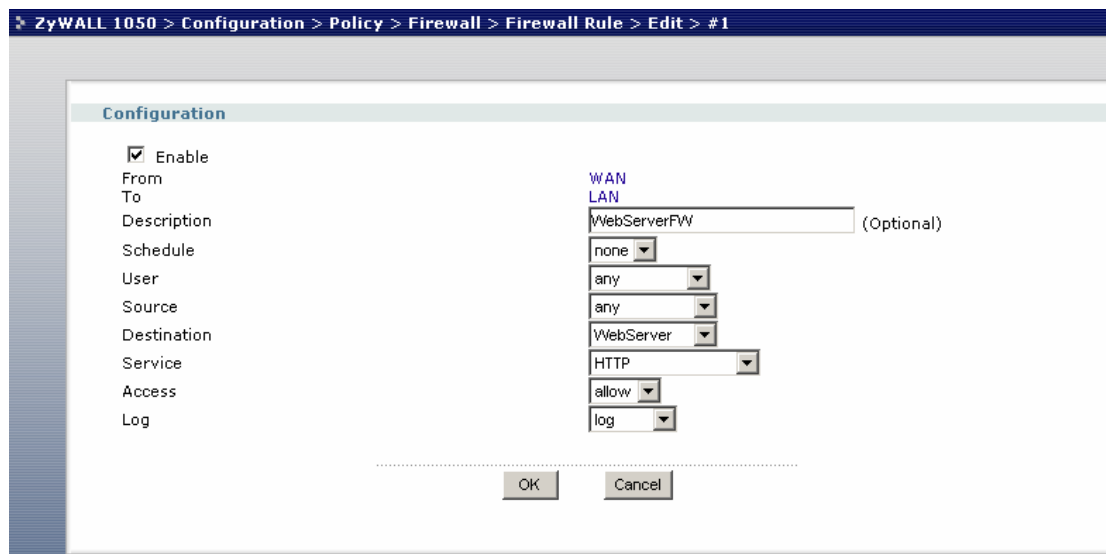 ZyWALL 1050 > Configuration > Policy > Firewall > Firewall Rule > Edit > #1
Configuration
Enable
From WAN
To LAN
Description WebServerFW (Optional)
Schedule none
User any
Source any
Destination WebServer
Service HTTP
Access allow
Log log
OK Cancel